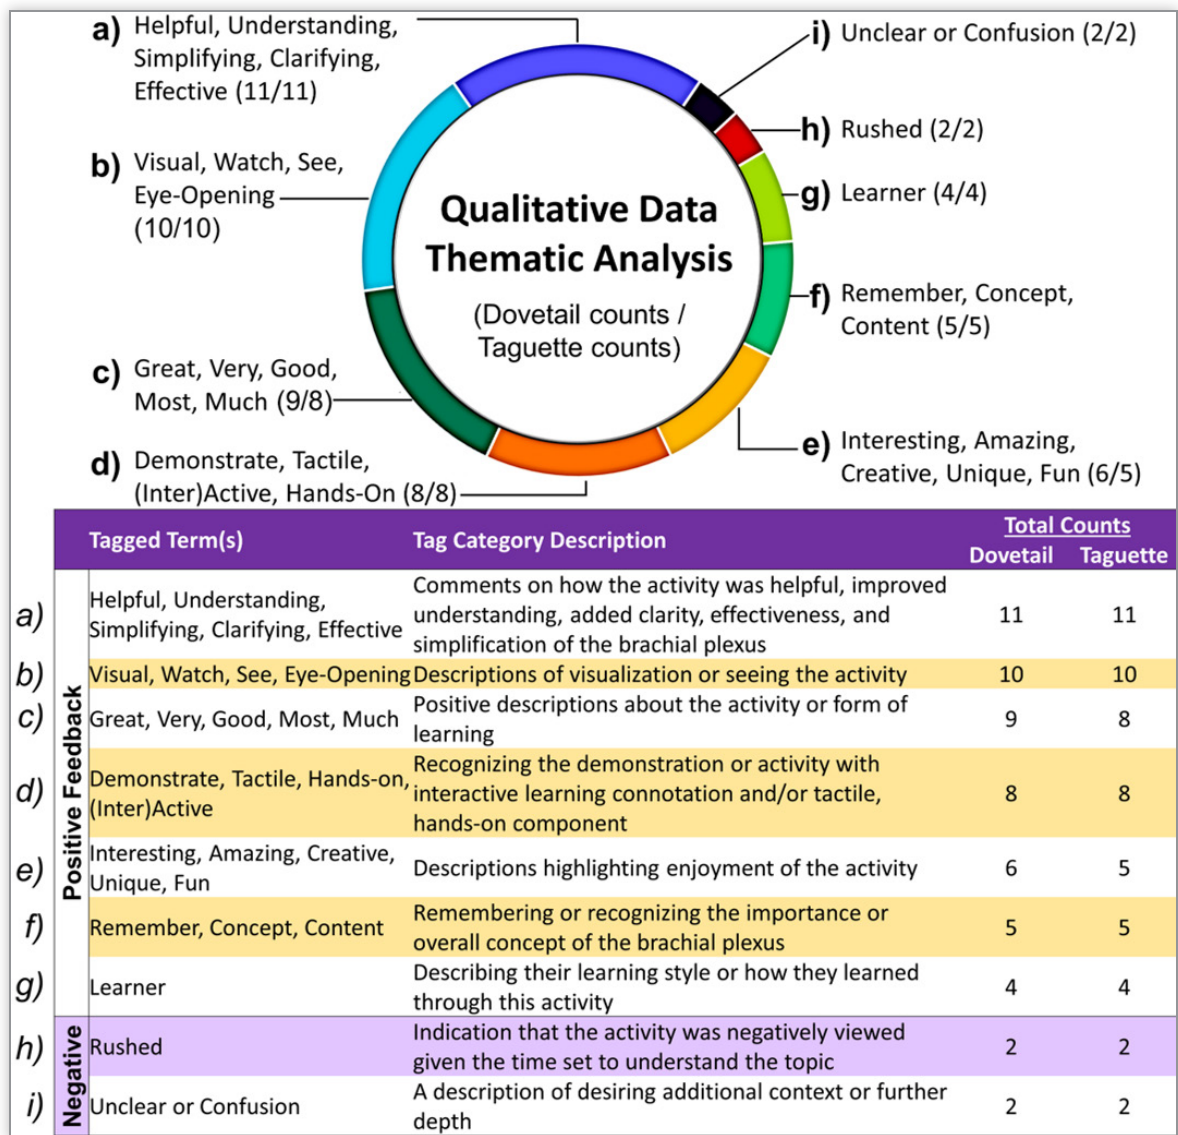 a) Helpful, Understanding,
Simplifying, Clarifying,
Effective (11/11)
b) Visual, Watch, See,
Eye-Opening
(10/10)
c) Great, Very, Good,
Most, Much (9/8)
d) Demonstrate, Tactile,
(Inter)Active, Hands-On (8/8)
Qualitative Data
Thematic Analysis
(Dovetail counts /
Taguette counts)
i) Unclear or Confusion (2/2)
h) Rushed (2/2)
g) Learner (4/4)
f) Remember, Concept,
Content (5/5)
e) Interesting, Amazing,
Creative, Unique, Fun (6/5)
Tagged Term(s) Tag Category Description Total Counts
Dovetail Taguette
Positive Feedback
a) Helpful, Understanding,
Simplifying, Clarifying, Effective
Comments on how the activity was helpful, improved
understanding, added clarity, effectiveness, and
simplification of the brachial plexus
11 11
b) Visual, Watch, See, Eye-Opening Descriptions of visualization or seeing the activity 10 10
c) Great, Very, Good, Most, Much
Positive descriptions about the activity or form of
learning
9 8
d) Demonstrate, Tactile, Hands-on,
(Inter)Active
Recognizing the demonstration or activity with
interactive learning connotation and/or tactile,
hands-on component
8 8
e) Interesting, Amazing, Creative,
Unique, Fun
Descriptions highlighting enjoyment of the activity
6 5
f) Remember, Concept, Content
Remembering or recognizing the importance or
overall concept of the brachial plexus
5 5
g) Learner
Describing their learning style or how they learned
through this activity
4 4
Negative
h) Rushed
Indication that the activity was negatively viewed
given the time set to understand the topic
2 2
i) Unclear or Confusion
A description of desiring additional context or further
depth
2 2